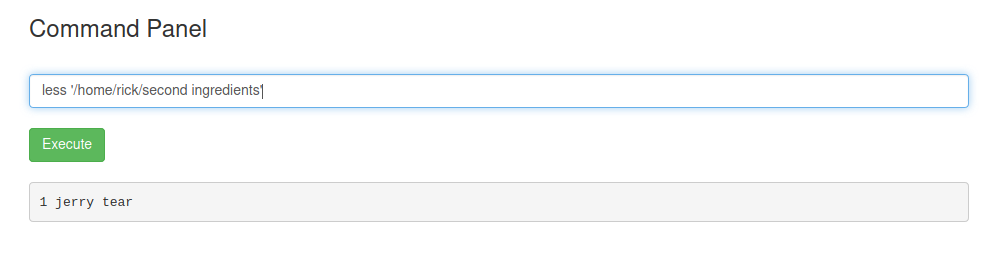 Command Panel
less '/home/rick/second ingredients'
Execute
1 jerry tear